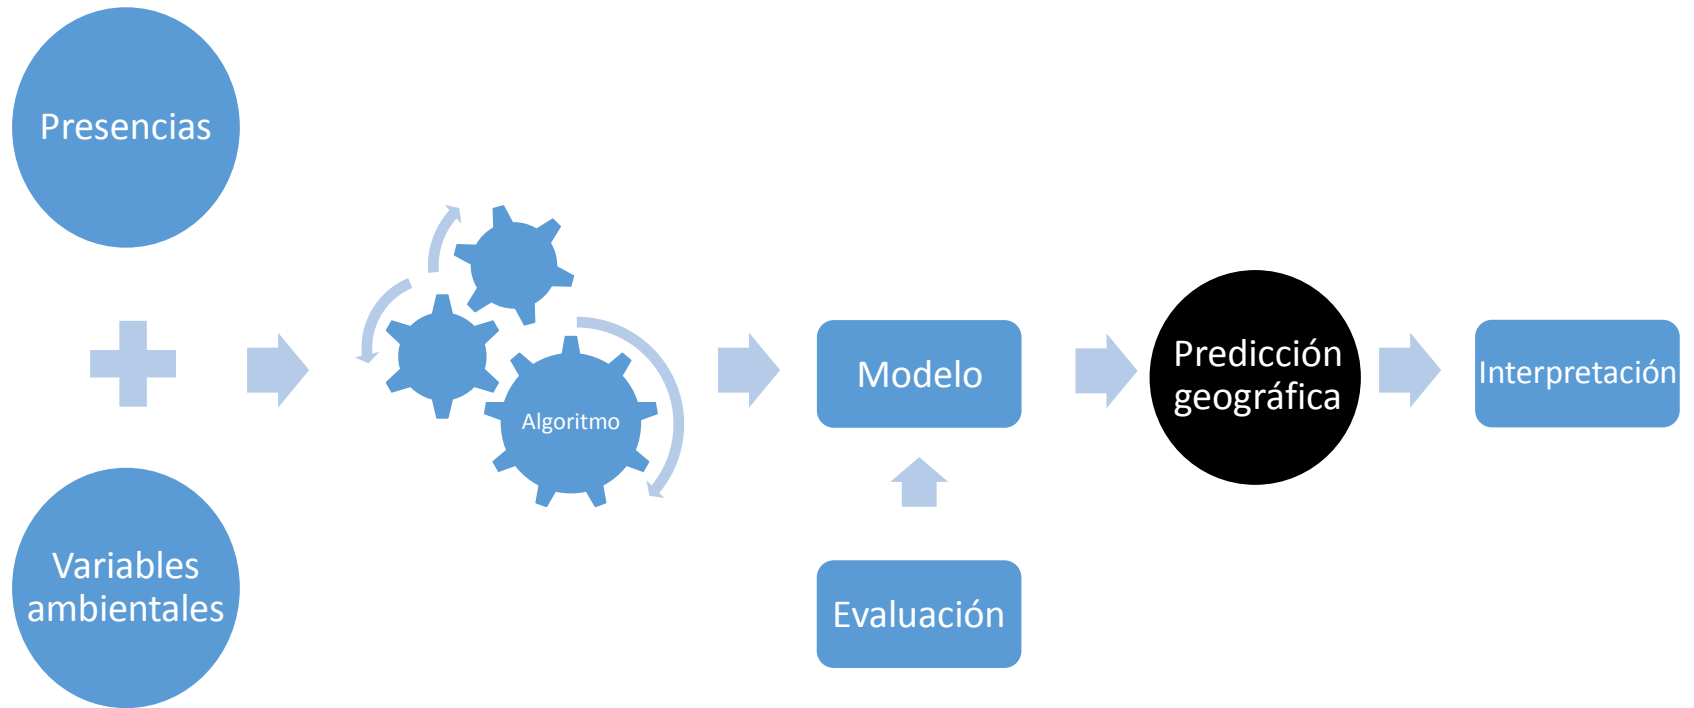 Presencias
Variables
ambientales
Algoritmo
Modelo
Evaluación
Predicción
geográfica
Interpretación